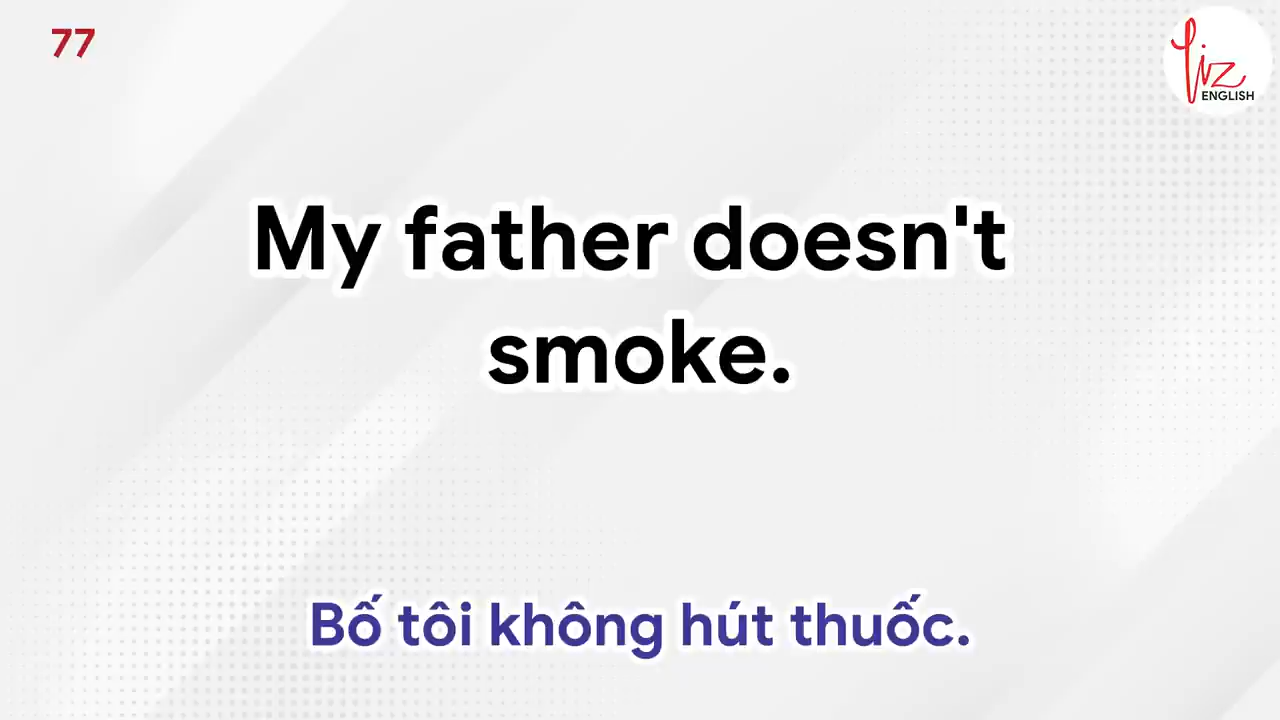 77
liz
ENGLISH
My father doesn't
smoke.
Bố tôi không hút thuốc.